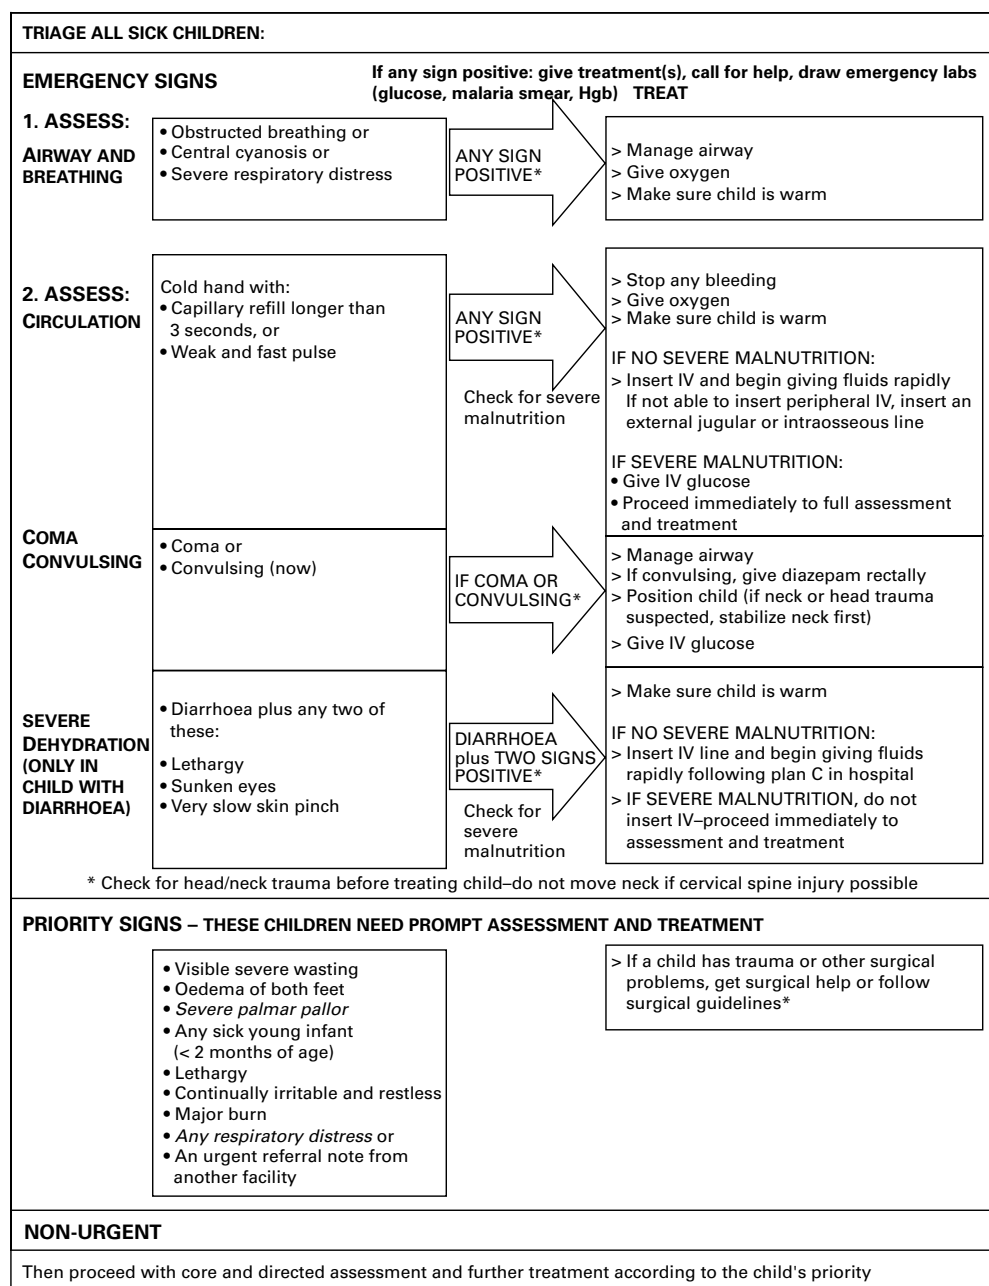 TRIAGE ALL SICK CHILDREN:
EMERGENCY SIGNS
If any sign positive: give treatment(s), call for help, draw emergency labs
(glucose, malaria smear, Hgb) TREAT
1. ASSESS:
AIRWAY AND
BREATHING
• Obstructed breathing or
• Central cyanosis or
• Severe respiratory distress
ANY SIGN
POSITIVE*
> Manage airway
> Give oxygen
> Make sure child is warm
2. ASSESS:
CIRCULATION
Cold hand with:
• Capillary refill longer than
3 seconds, or
• Weak and fast pulse
ANY SIGN
POSITIVE*
Check for severe
malnutrition
> Stop any bleeding
> Give oxygen
> Make sure child is warm
IF NO SEVERE MALNUTRITION:
> Insert IV and begin giving fluids rapidly
If not able to insert peripheral IV, insert an
external jugular or intraosseous line
IF SEVERE MALNUTRITION:
• Give IV glucose
• Proceed immediately to full assessment
and treatment
COMA
CONVULSING
• Coma or
• Convulsing (now)
IF COMA OR
CONVULSING*
> Manage airway
> If convulsing, give diazepam rectally
> Position child (if neck or head trauma
suspected, stabilize neck first)
> Give IV glucose
SEVERE
DEHYDRATION
(ONLY IN
CHILD WITH
DIARRHOEA)
• Diarrhoea plus any two of
these:
• Lethargy
• Sunken eyes
• Very slow skin pinch
DIARRHOEA
plus TWO SIGNS
POSITIVE*
Check for
severe
malnutrition
> Make sure child is warm
IF NO SEVERE MALNUTRITION:
> Insert IV line and begin giving fluids
rapidly following plan C in hospital
> IF SEVERE MALNUTRITION, do not
insert IV–proceed immediately to
assessment and treatment
* Check for head/neck trauma before treating child–do not move neck if cervical spine injury possible
PRIORITY SIGNS – THESE CHILDREN NEED PROMPT ASSESSMENT AND TREATMENT
• Visible severe wasting
• Oedema of both feet
• Severe palmar pallor
• Any sick young infant
(< 2 months of age)
• Lethargy
• Continually irritable and restless
• Major burn
• Any respiratory distress or
• An urgent referral note from
another facility
> If a child has trauma or other surgical
problems, get surgical help or follow
surgical guidelines*
NON-URGENT
Then proceed with core and directed assessment and further treatment according to the child's priority